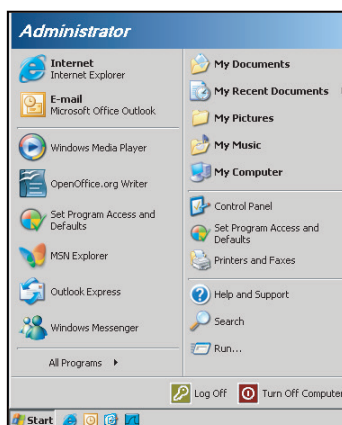 Administrator
Internet
Internet Explorer
E-mail
Microsoft Office Outlook
Windows Media Player
OpenOffice.org Writer
Set Program Access and
Defaults
MSN Explorer
Outlook Express
Windows Messenger
All Programs
My Documents
My Recent Documents
My Pictures
My Music
My Computer
Control Panel
Set Program Access and
Defaults
Printers and Faxes
Help and Support
Search
Run...
Log Off
Turn Off Computer
Start